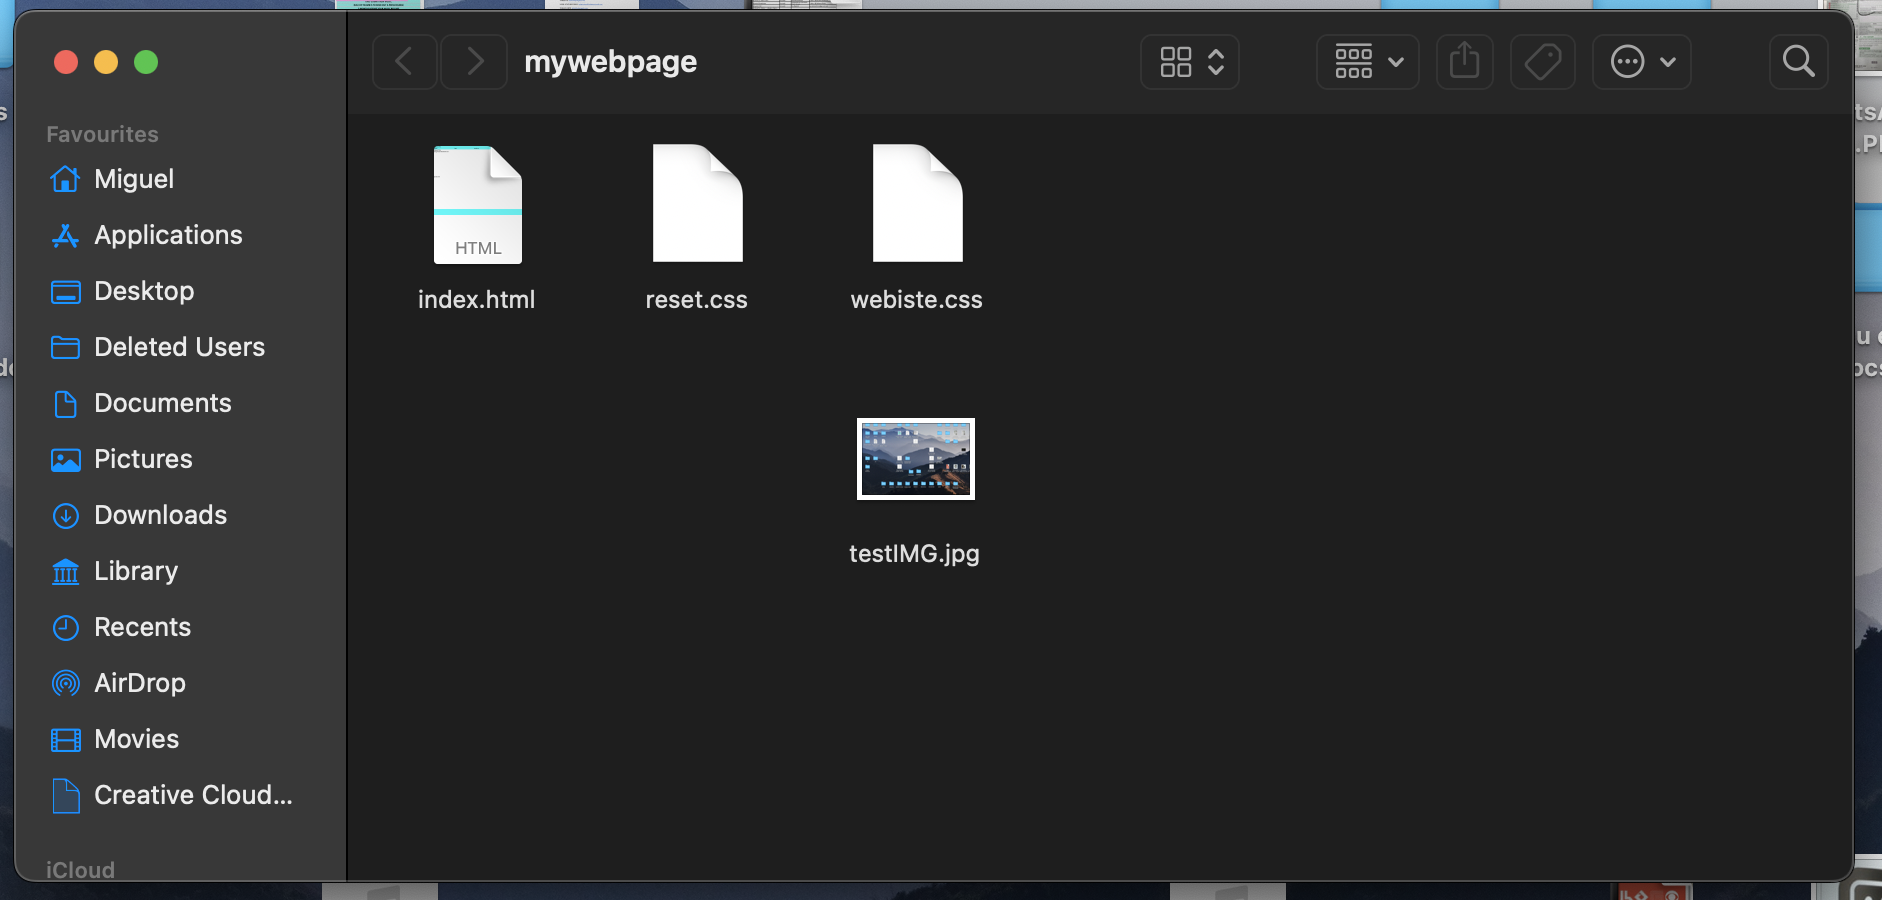 mywebpage
Favourites
Miguel
Applications
Desktop
Deleted Users
Documents
Pictures
Downloads
Library
Recents
AirDrop
Movies
Creative Cloud...
iCloud
HTML
index.html
reset.css
webiste.css
testIMG.jpg